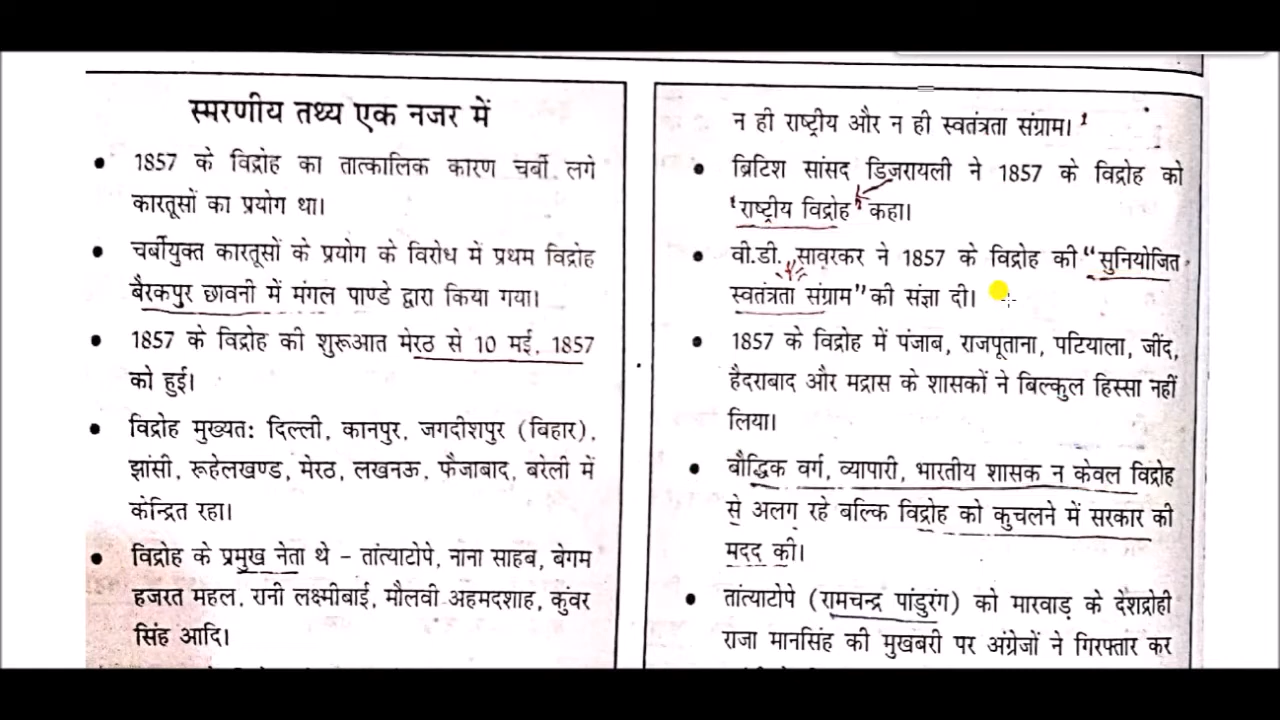 स्मरणीय तथ्य एक नजर में
• 1857 के विद्रोह का तात्कालिक कारण चर्बी लगे
कारतूसों का प्रयोग था।
• चर्बीयुक्त कारतूसों के प्रयोग के विरोध में प्रथम विद्रोह
बैरकपुर छावनी में मंगल पाण्डे द्वारा किया गया।
• 1857 के विद्रोह की शुरूआत मेरठ से 10 मई, 1857
को हुई।
• विद्रोह मुख्यत: दिल्ली, कानपुर, जगदीशपुर (बिहार),
झांसी, रूहेलखण्ड, मेरठ, लखनऊ, फैजाबाद, बरेली में
केन्द्रित रहा।
• विद्रोह के प्रमुख नेता थे – तांत्याटोपे, नाना साहब, बेगम
हजरत महल, रानी लक्ष्मीबाई, मौलवी अहमदशाह, कुंवर
सिंह आदि।
न ही राष्ट्रीय और न ही स्वतंत्रता संग्राम।'
• ब्रिटिश सांसद डिजरायली ने 1857 के विद्रोह को
'राष्ट्रीय विद्रोह' कहा।
• वी.डी. सावरकर ने 1857 के विद्रोह की "सुनियोजित
स्वतंत्रता संग्राम" की संज्ञा दी।
• 1857 के विद्रोह में पंजाब, राजपूताना, पटियाला, जींद,
हैदराबाद और मद्रास के शासकों ने बिल्कुल हिस्सा नहीं
लिया।
• बौद्धिक वर्ग, व्यापारी, भारतीय शासक न केवल विद्रोह
से अलग रहे बल्कि विद्रोह को कुचलने में सरकार की
मदद की।
• तांत्याटोपे (रामचन्द्र पांडुरंग) को मारवाड़ के देशद्रोही
राजा मानसिंह की मुखबरी पर अंग्रेजों ने गिरफ्तार कर